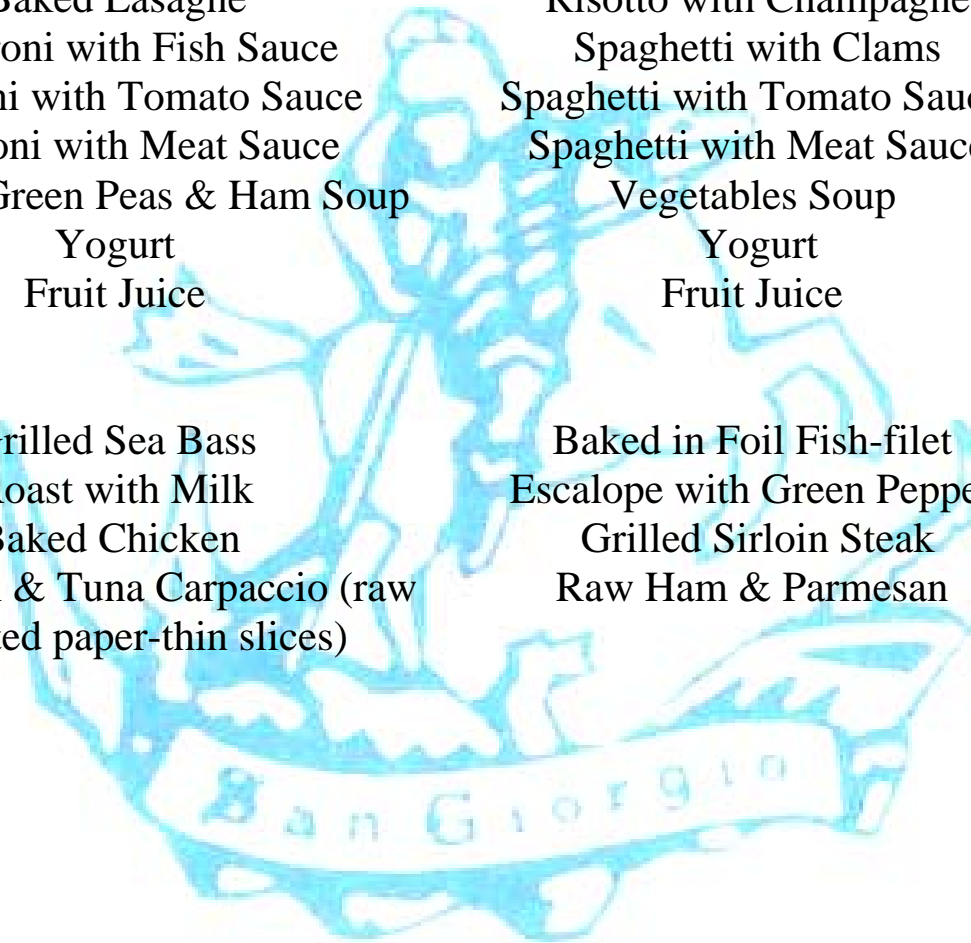 Baked Lasagne
oni with Fish Sauce
ni with Tomato Sauce
oni with Meat Sauce
Green Peas & Ham Soup
Yogurt
Fruit Juice
Risotto with Champagne
Spaghetti with Clams
Spaghetti with Tomato Sauc
Spaghetti with Meat Sauce
Vegetables Soup
Yogurt
Fruit Juice
rilled Sea Bass
oast with Milk
Baked Chicken
& Tuna Carpaccio (raw
ted paper-thin slices)
Baked in Foil Fish-filet
Escalope with Green Peppe
Grilled Sirloin Steak
Raw Ham & Parmesan
San Giorgio